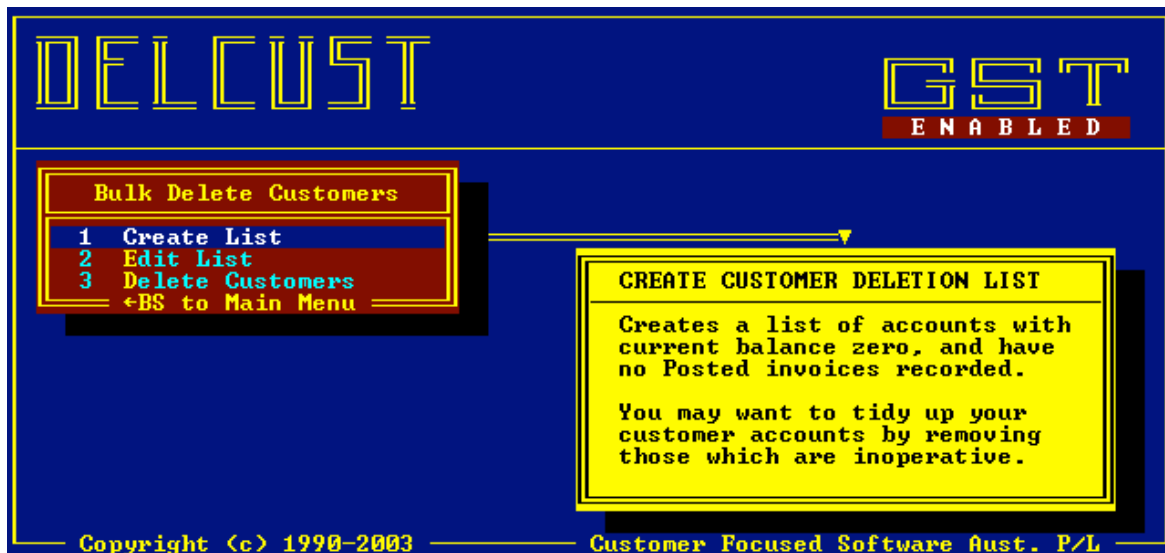 DELCUST
GST
ENABLED
Bulk Delete Customers
1 Create List
2 Edit List
3 Delete Customers
←BS to Main Menu
CREATE CUSTOMER DELETION LIST
Creates a list of accounts with
current balance zero, and have
no Posted invoices recorded.
You may want to tidy up your
customer accounts by removing
those which are inoperative.
Copyright (c) 1990-2003
Customer Focused Software Aust. P/L